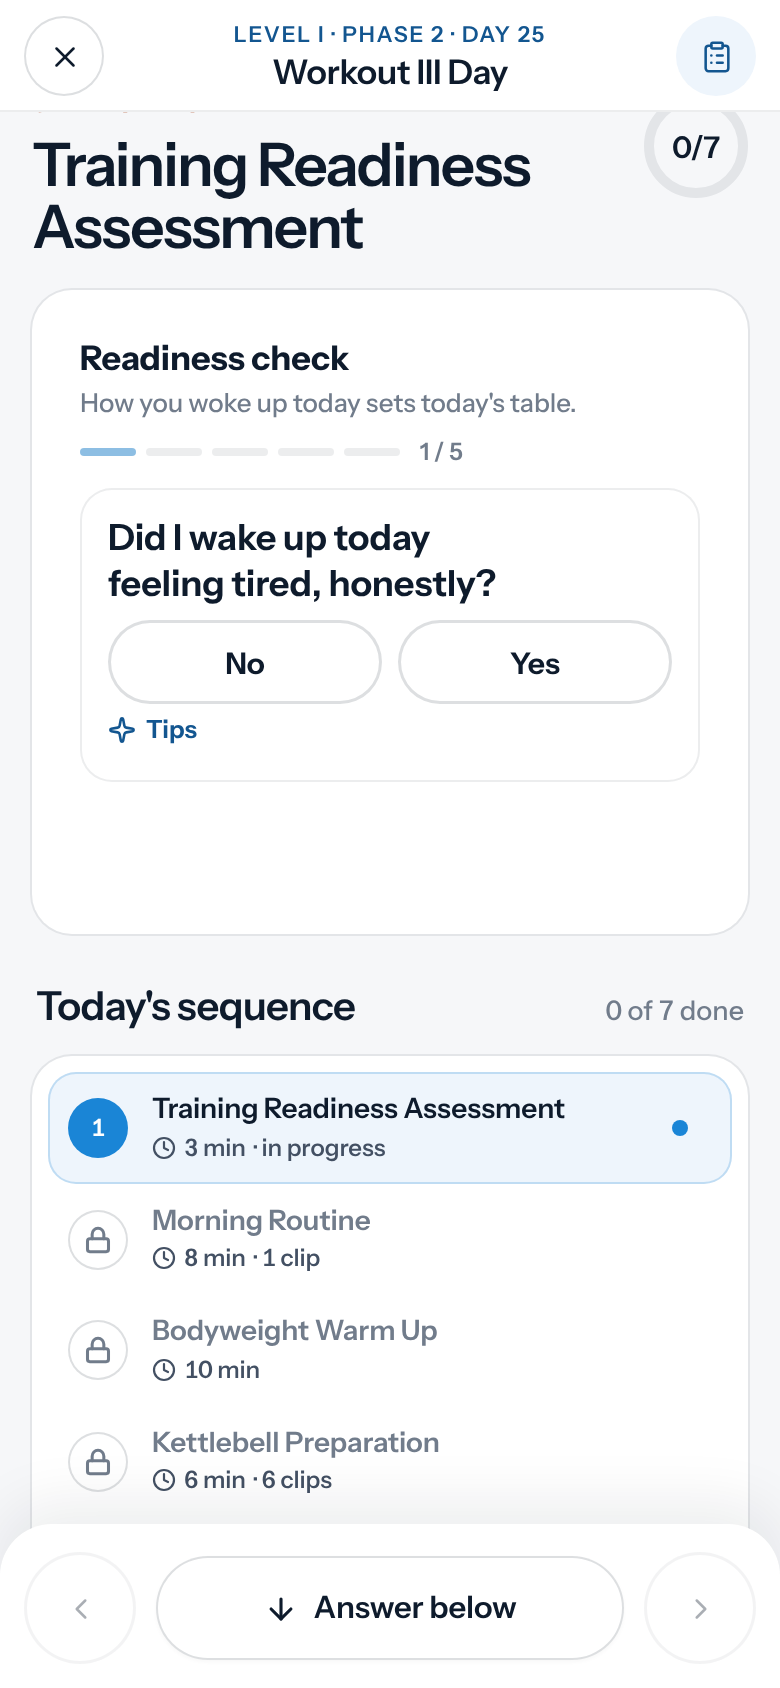 LEVEL I · PHASE 2 · DAY 25
Workout III Day
Training Readiness
Assessment
0/7
Readiness check
How you woke up today sets today's table.
1 / 5
Did I wake up today
feeling tired, honestly?
No
Yes
Tips
Today's sequence
0 of 7 done
1
Training Readiness Assessment
3 min · in progress
Morning Routine
8 min · 1 clip
Bodyweight Warm Up
10 min
Kettlebell Preparation
6 min · 6 clips
Answer below